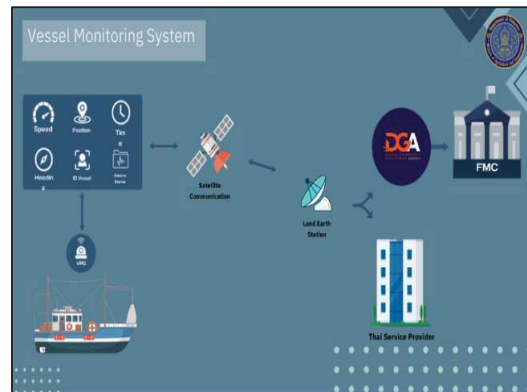 Vessel Monitoring System
Speed
Position
Tim
e
Headin
g
ID Vessel
Satellite
Communication
DGA
FMC
Land Earth
Station
VMS
Thai Service Provider